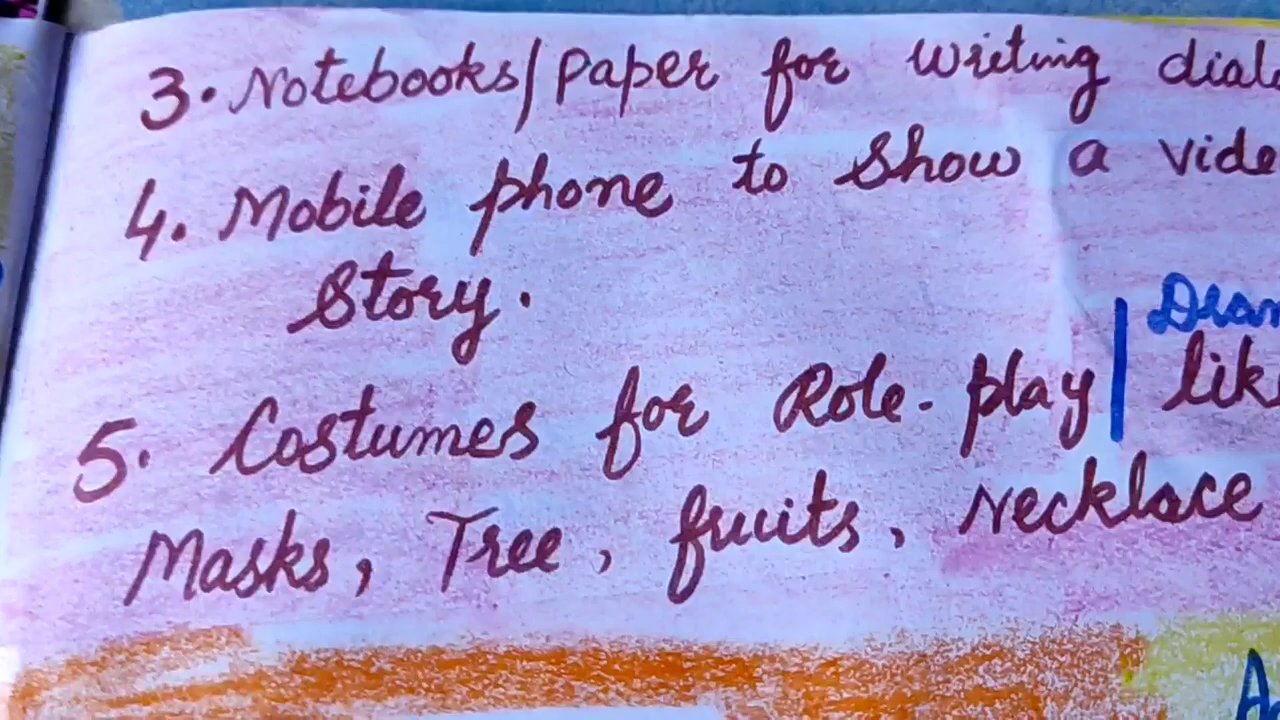 3. Notebooks/Paper for writing
4. Mobile phone to show a
Story.
5. Costumes for Role-play/
Masks, Tree, fruits, Necklace